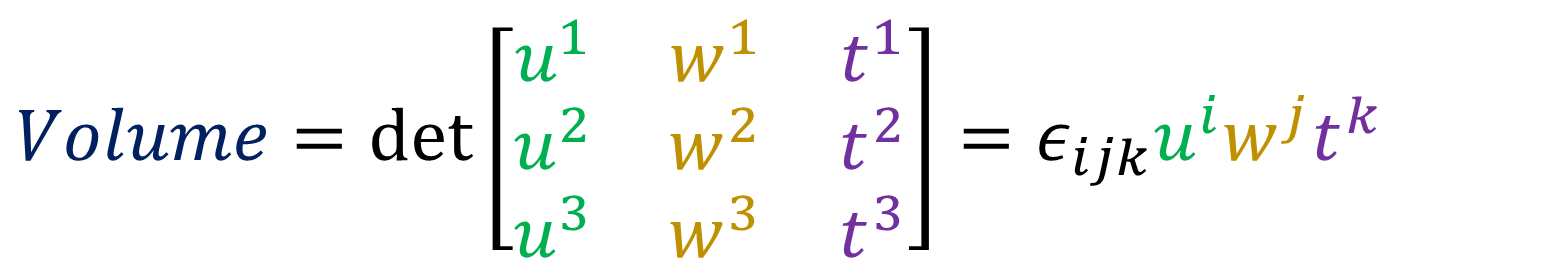 Volume = det [u¹ w¹ t¹
u² w² t²
u³ w³ t³] = ϵᵢⱼₖuⁱwʲtᵏ